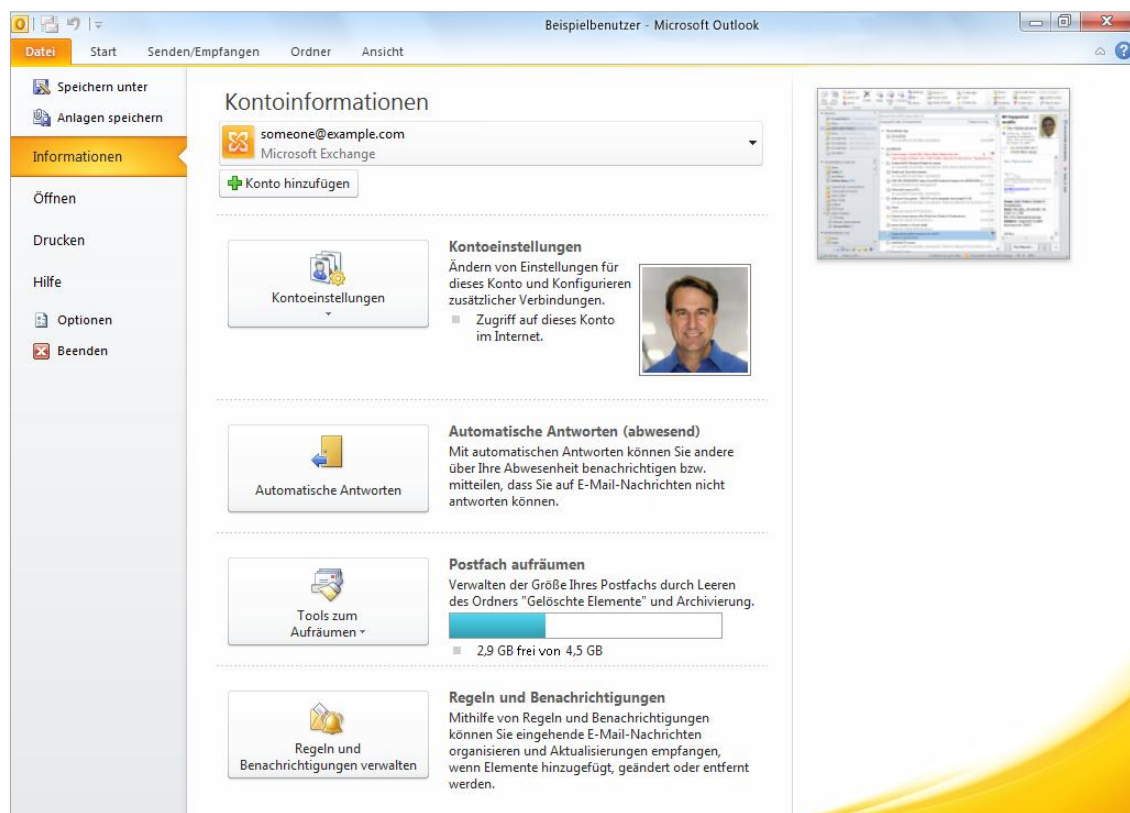 Beispielbenutzer - Microsoft Outlook
Datei Start Senden/Empfangen Ordner Ansicht
Speichern unter
Anlagen speichern
Informationen
Öffnen
Drucken
Hilfe
Optionen
Beenden
Kontoinformationen
someone@example.com
Microsoft Exchange
Konto hinzufügen
Kontoeinstellungen
Kontoeinstellungen
Ändern von Einstellungen für
dieses Konto und Konfigurieren
zusätzlicher Verbindungen.
Zugriff auf dieses Konto
im Internet.
Automatische Antworten
Automatische Antworten (abwesend)
Mit automatischen Antworten können Sie andere
über Ihre Abwesenheit benachrichtigen bzw.
mitteilen, dass Sie auf E-Mail-Nachrichten nicht
antworten können.
Tools zum
Aufräumen
Postfach aufräumen
Verwalten der Größe Ihres Postfachs durch Leeren
des Ordners "Gelöschte Elemente" und Archivierung.
2,9 GB frei von 4,5 GB
Regeln und
Benachrichtigungen verwalten
Regeln und Benachrichtigungen
Mithilfe von Regeln und Benachrichtigungen
können Sie eingehende E-Mail-Nachrichten
organisieren und Aktualisierungen empfangen,
wenn Elemente hinzugefügt, geändert oder entfernt
werden.